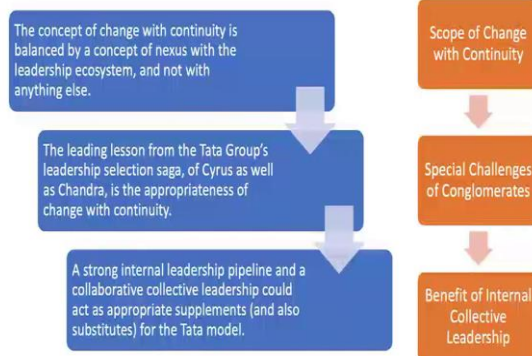 The concept of change with continuity is
balanced by a concept of nexus with the
leadership ecosystem, and not with
anything else.
Scope of Change
with Continuity
The leading lesson from the Tata Group's
leadership selection saga, of Cyrus as well
as Chandra, is the appropriateness of
change with continuity.
Special Challenges
of Conglomerates
A strong internal leadership pipeline and a
collaborative collective leadership could
act as appropriate supplements (and also
substitutes) for the Tata model.
Benefit of Internal
Collective
Leadership